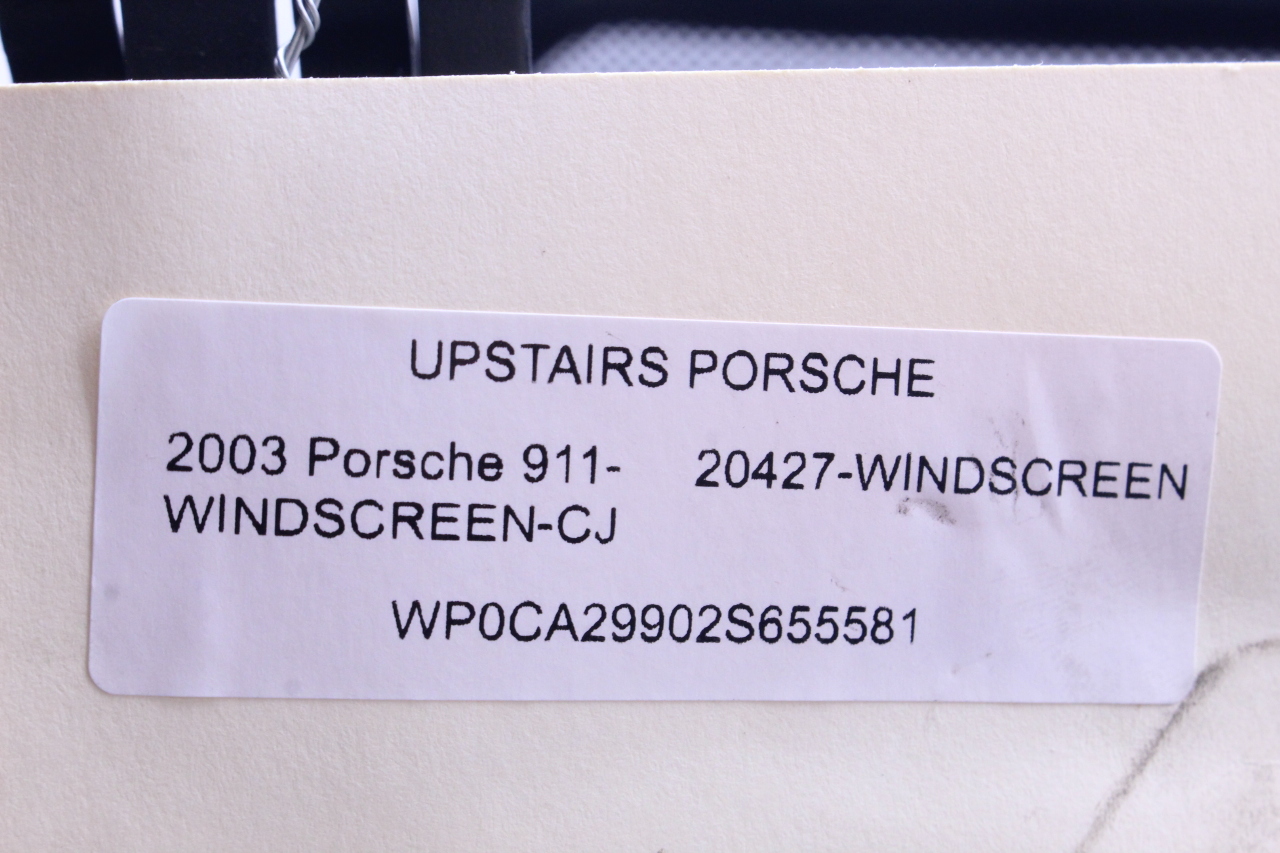 UPSTAIRS PORSCHE
2003 Porsche 911-
WINDSCREEN-CJ
20427-WINDSCREEN
WP0CA29902S655581